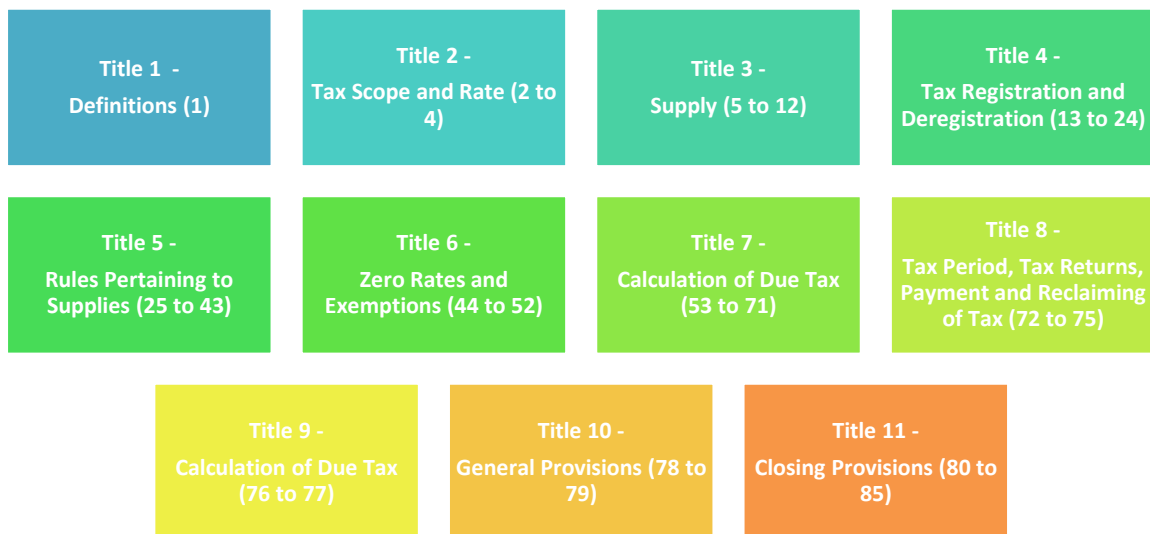 Title 1 -
Definitions (1)
Title 2 -
Tax Scope and Rate (2 to
4)
Title 3 -
Supply (5 to 12)
Title 4 -
Tax Registration and
Deregistration (13 to 24)
Title 5 -
Rules Pertaining to
Supplies (25 to 43)
Title 6 -
Zero Rates and
Exemptions (44 to 52)
Title 7 -
Calculation of Due Tax
(53 to 71)
Title 8 -
Tax Period, Tax Returns,
Payment and Reclaiming
of Tax (72 to 75)
Title 9 -
Calculation of Due Tax
(76 to 77)
Title 10 -
General Provisions (78 to
79)
Title 11 -
Closing Provisions (80 to
85)